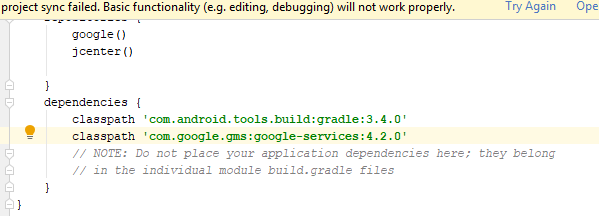 project sync failed. Basic functionality (e.g. editing, debugging) will not work properly. Try Again
google()
jcenter()
}
dependencies {
classpath 'com.android.tools.build:gradle:3.4.0'
classpath 'com.google.gms:google-services:4.2.0'
// NOTE: Do not place your application dependencies here; they belong
// in the individual module build.gradle files
}
}